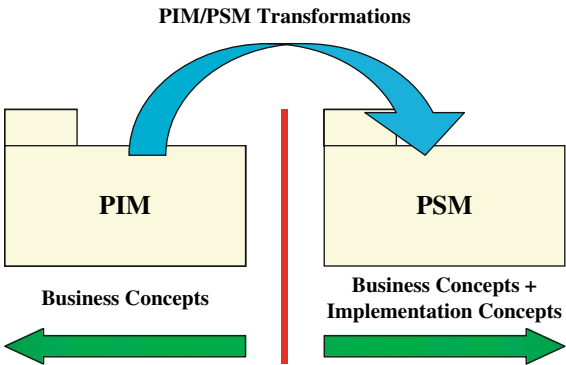 PIM/PSM Transformations
PIM
PSM
Business Concepts
Business Concepts +
Implementation Concepts